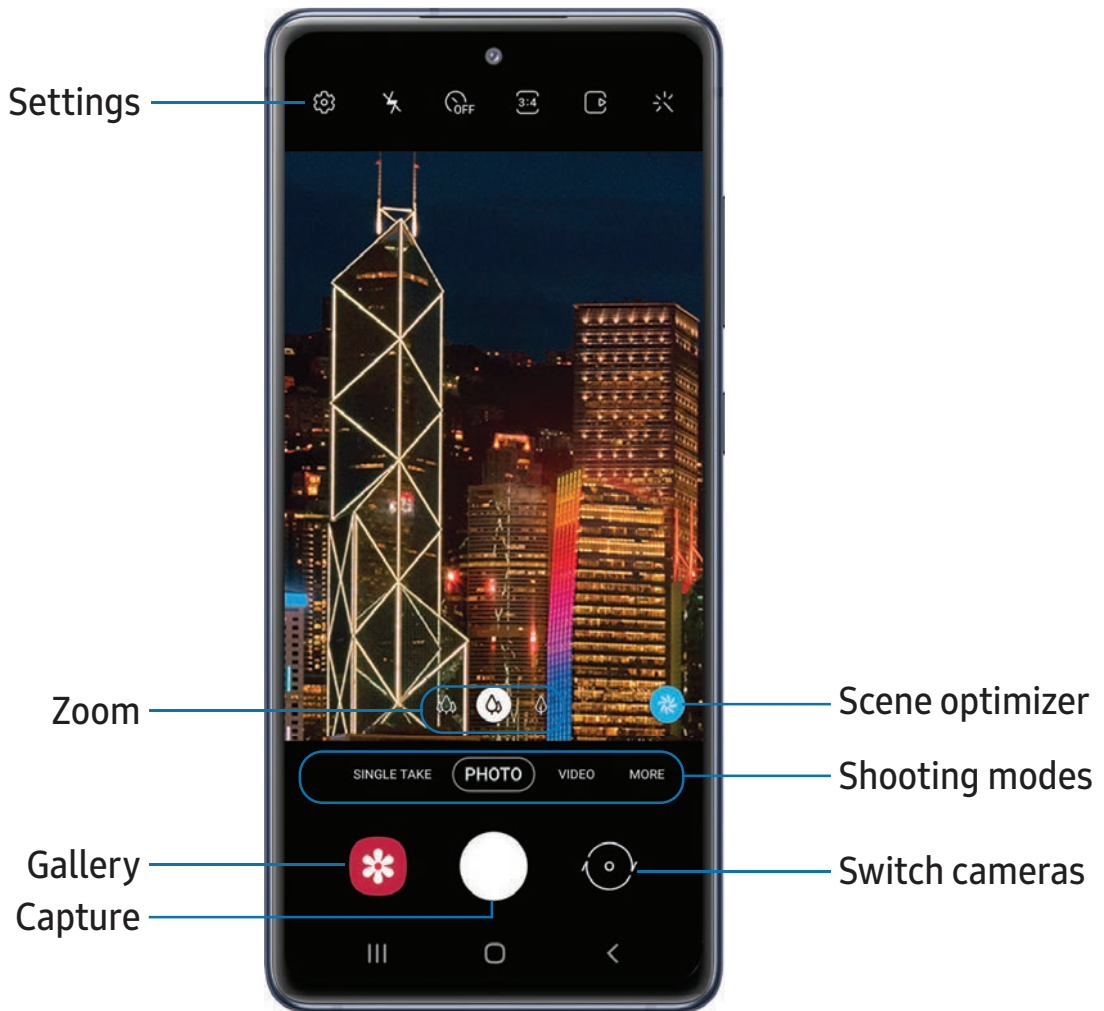 Settings
OFF
3:4
Zoom
Scene optimizer
SINGLE TAKE
PHOTO
VIDEO
MORE
Shooting modes
Gallery
Switch cameras
Capture